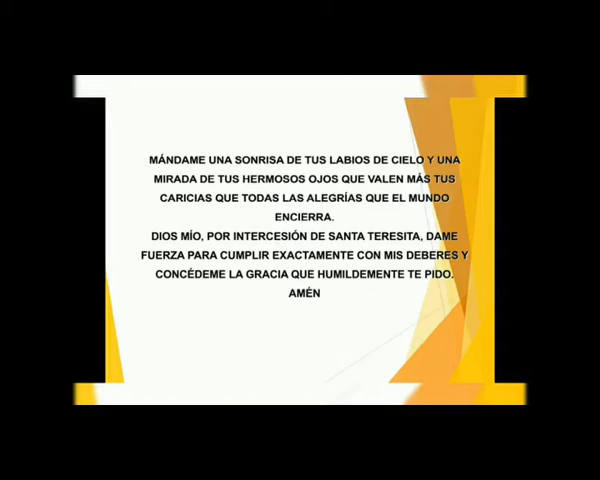 MÁNDAME UNA SONRISA DE TUS LABIOS DE CIELO Y UNA
MIRADA DE TUS HERMOSOS OJOS QUE VALEN MÁS TUS
CARICIAS QUE TODAS LAS ALEGRÍAS QUE EL MUNDO
ENCIERRA.
DIOS MÍO, POR INTERCESIÓN DE SANTA TERESITA, DAME
FUERZA PARA CUMPLIR EXACTAMENTE CON MIS DEBERES Y
CONCÉDEME LA GRACIA QUE HUMILDEMENTE TE PIDO.
AMÉN